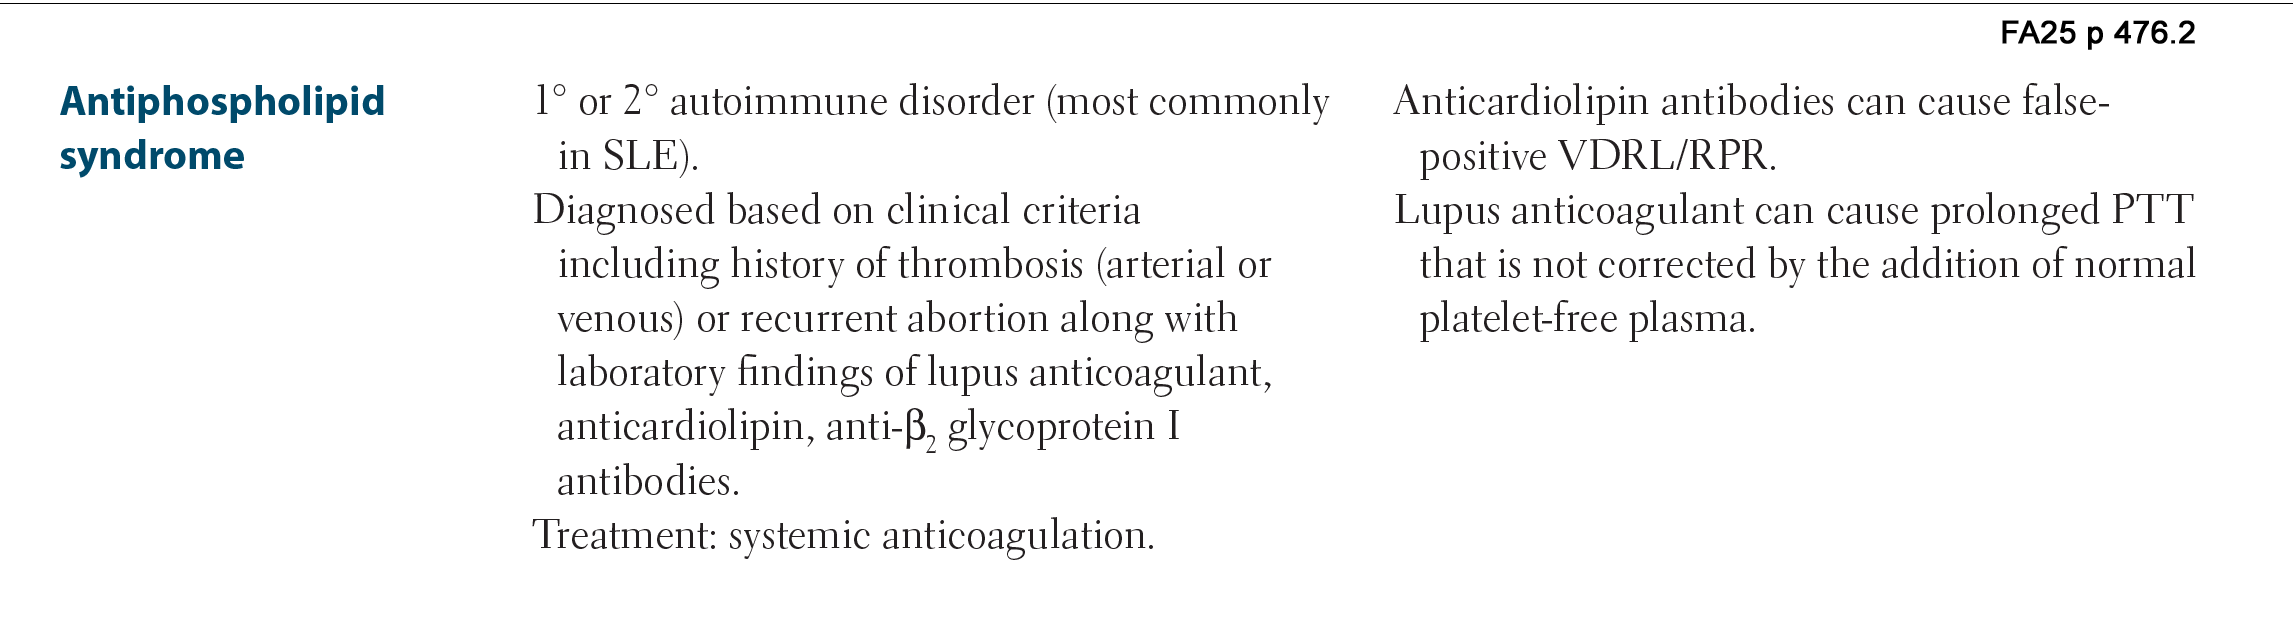 FA25 p 476.2
Antiphospholipid
syndrome
1° or 2° autoimmune disorder (most commonly
in SLE).
Diagnosed based on clinical criteria
including history of thrombosis (arterial or
venous) or recurrent abortion along with
laboratory findings of lupus anticoagulant,
anticardiolipin, anti-β₂ glycoprotein I
antibodies.
Treatment: systemic anticoagulation.
Anticardiolipin antibodies can cause false-
positive VDRL/RPR.
Lupus anticoagulant can cause prolonged PTT
that is not corrected by the addition of normal
platelet-free plasma.